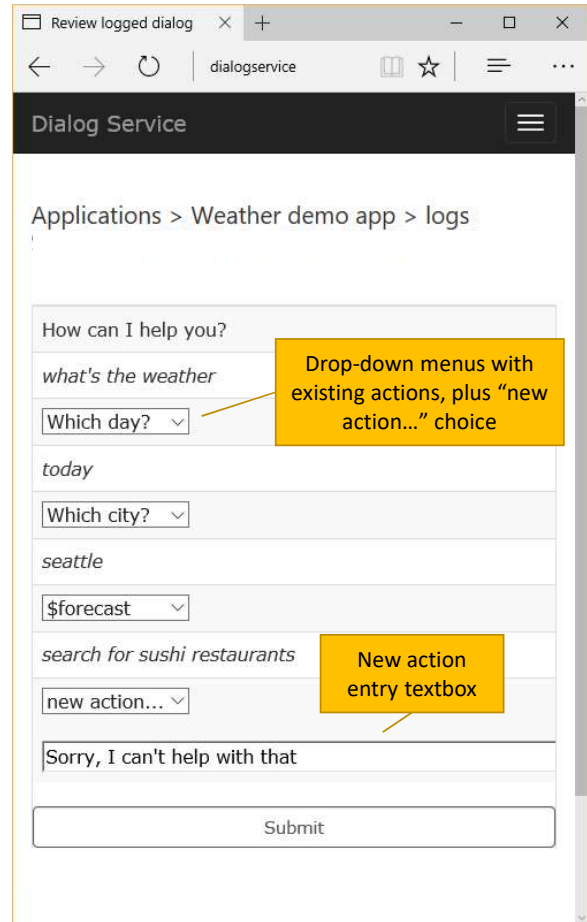 Review logged dialog
dialogservice
Dialog Service
Applications > Weather demo app > logs
How can I help you?
what's the weather
Drop-down menus with
existing actions, plus “new
action…” choice
Which day?
today
Which city?
seattle
$forecast
search for sushi restaurants
New action
entry textbox
new action...
Sorry, I can't help with that
Submit